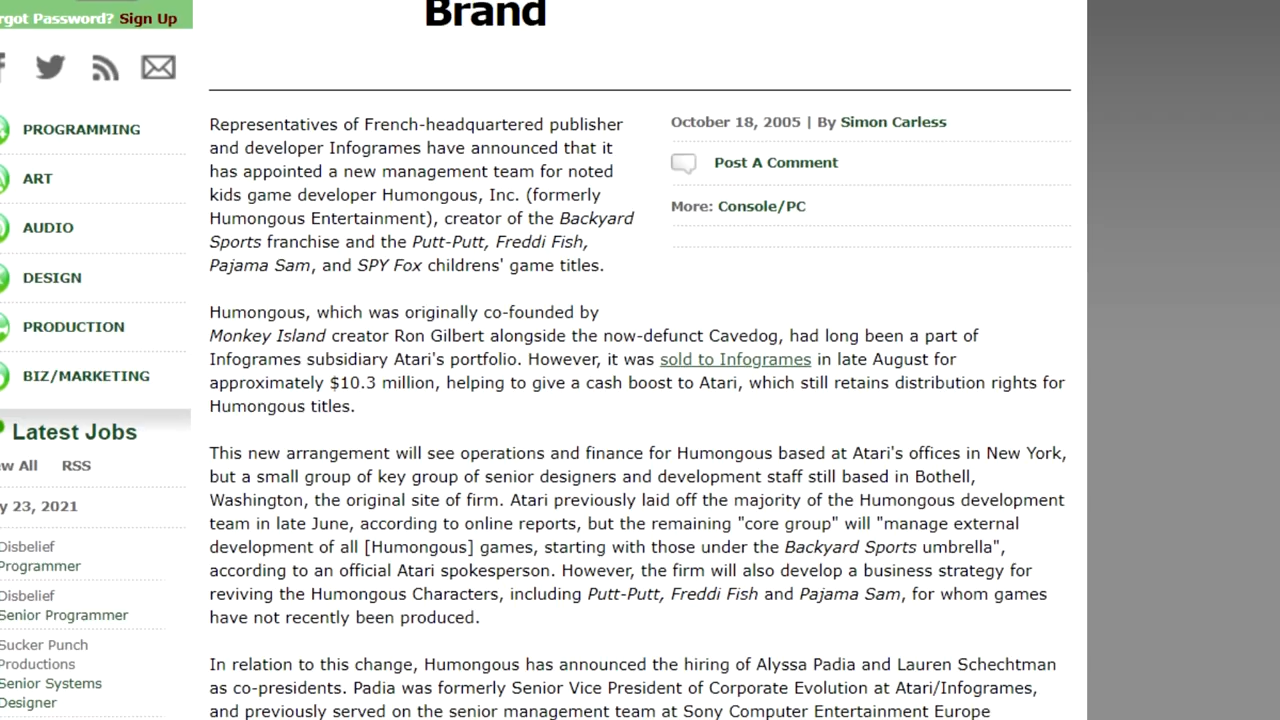 Brand
rgot Password? Sign Up
PROGRAMMING
ART
AUDIO
DESIGN
PRODUCTION
BIZ/MARKETING
Latest Jobs
w All RSS
y 23, 2021
Disbelief
Programmer
Disbelief
Senior Programmer
Sucker Punch
Productions
Senior Systems
Designer
Representatives of French-headquartered publisher
and developer Infogrames have announced that it
has appointed a new management team for noted
kids game developer Humongous, Inc. (formerly
Humongous Entertainment), creator of the Backyard
Sports franchise and the Putt-Putt, Freddi Fish,
Pajama Sam, and SPY Fox childrens' game titles.
October 18, 2005 | By Simon Carless
Post A Comment
More: Console/PC
Humongous, which was originally co-founded by
Monkey Island creator Ron Gilbert alongside the now-defunct Cavedog, had long been a part of
Infogrames subsidiary Atari's portfolio. However, it was sold to Infogrames in late August for
approximately $10.3 million, helping to give a cash boost to Atari, which still retains distribution rights for
Humongous titles.
This new arrangement will see operations and finance for Humongous based at Atari's offices in New York,
but a small group of key group of senior designers and development staff still based in Bothell,
Washington, the original site of firm. Atari previously laid off the majority of the Humongous development
team in late June, according to online reports, but the remaining "core group" will "manage external
development of all [Humongous] games, starting with those under the Backyard Sports umbrella",
according to an official Atari spokesperson. However, the firm will also develop a business strategy for
reviving the Humongous Characters, including Putt-Putt, Freddi Fish and Pajama Sam, for whom games
have not recently been produced.
In relation to this change, Humongous has announced the hiring of Alyssa Padia and Lauren Schechtman
as co-presidents. Padia was formerly Senior Vice President of Corporate Evolution at Atari/Infogrames,
and previously served on the senior management team at Sony Computer Entertainment Europe